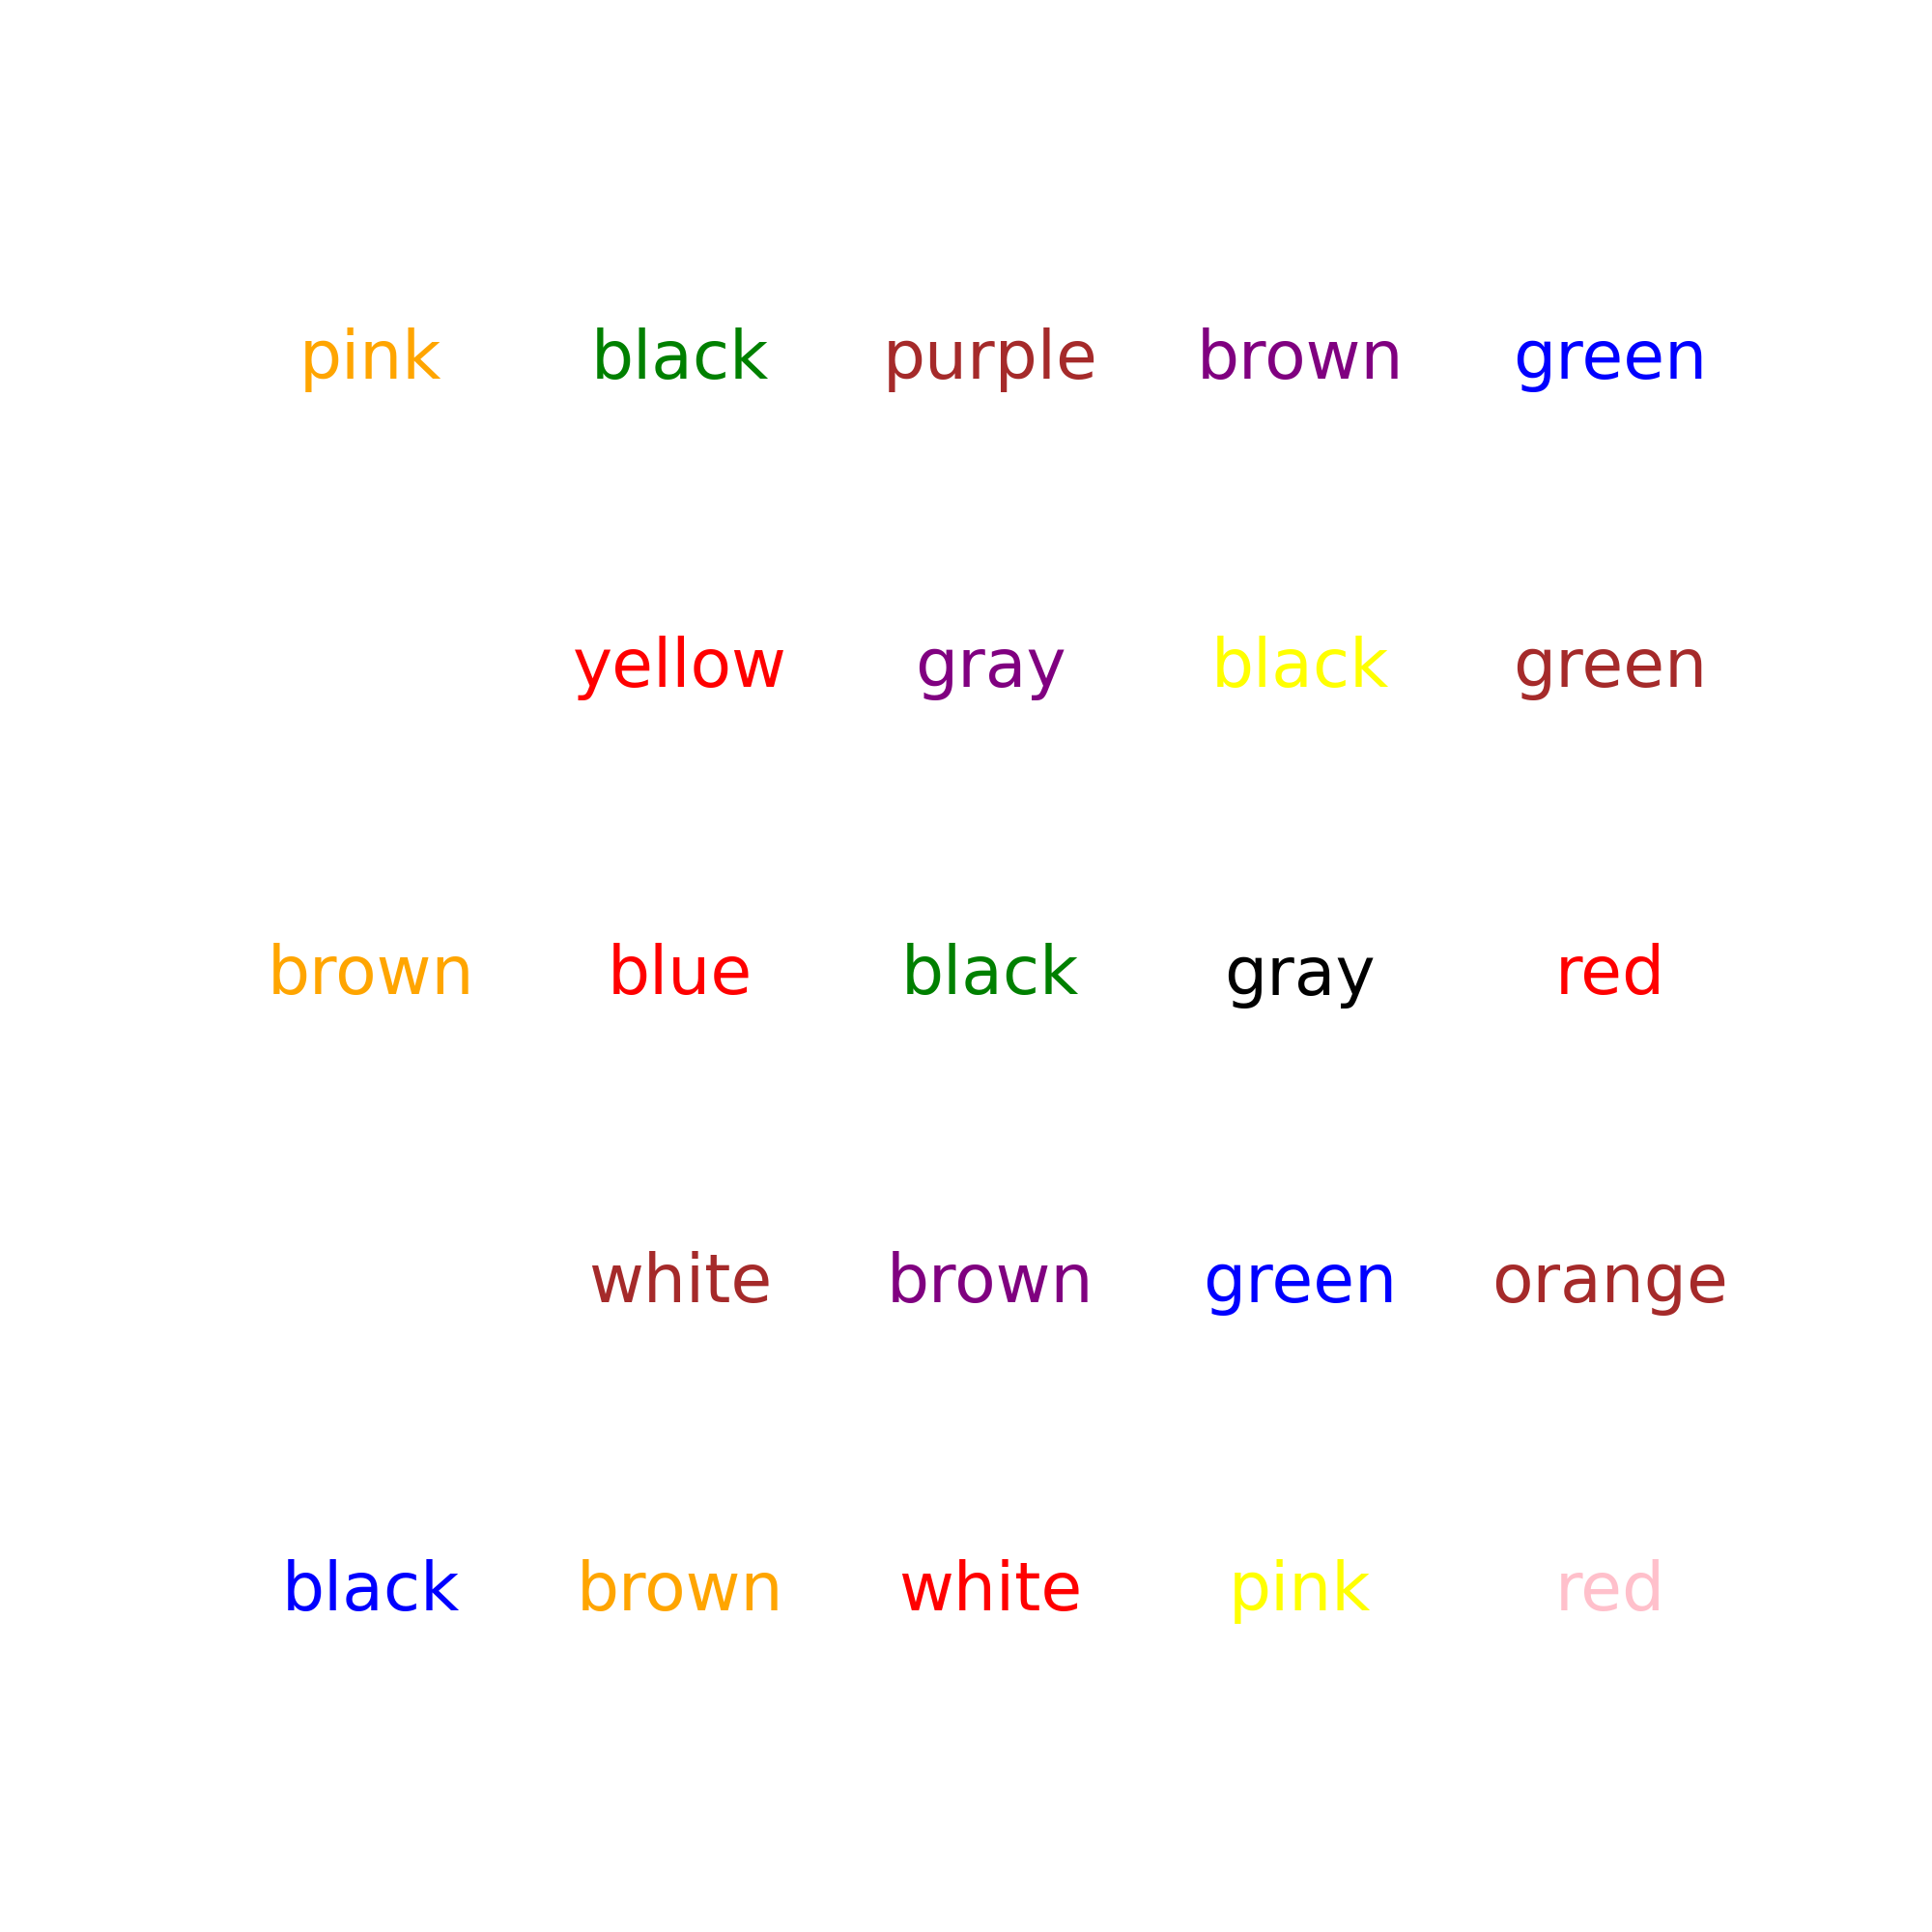 pink black purple brown green
yellow gray black green
brown blue black gray red
white brown green orange
black brown white pink red